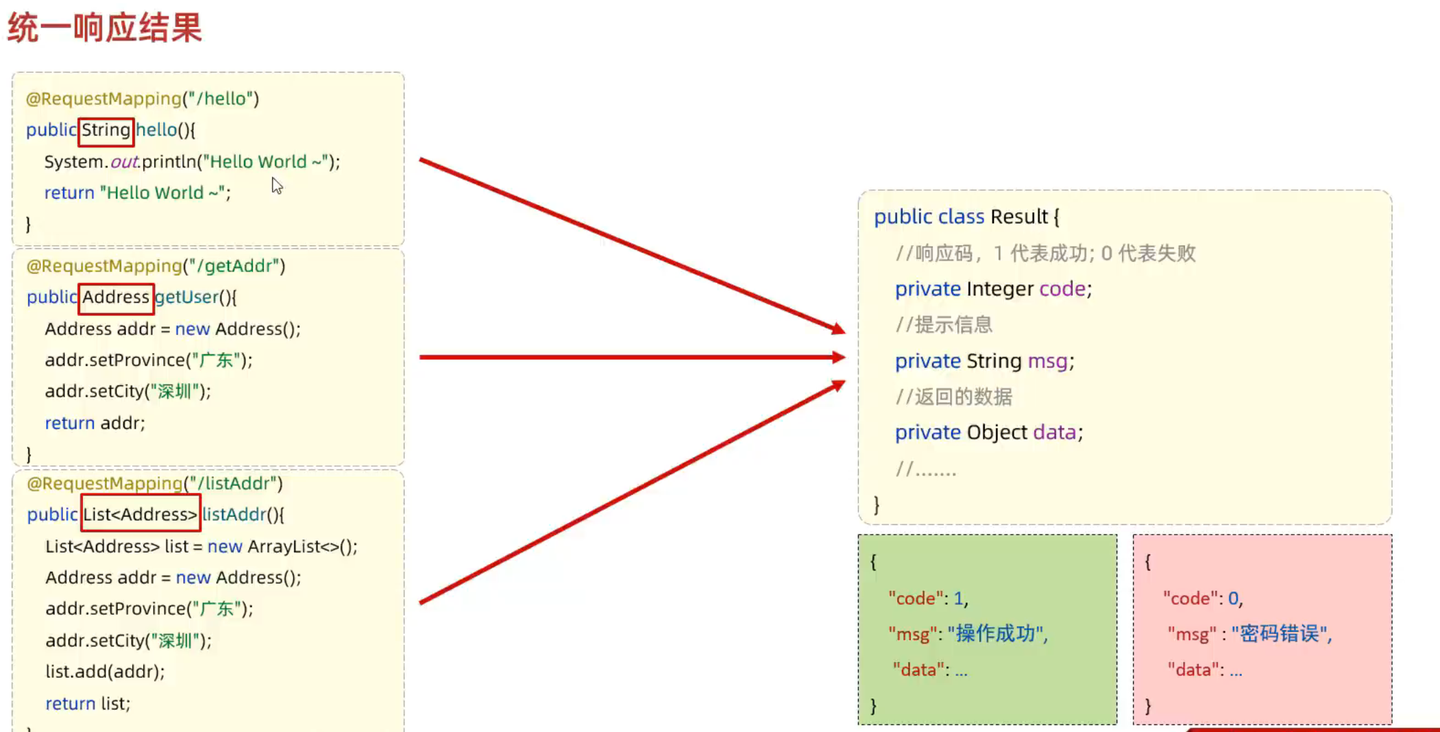 统一响应结果
@RequestMapping("/hello")
public String hello(){
System.out.println("Hello World ~");
return "Hello World ~";
}
@RequestMapping("/getAddr")
public Address getUser(){
Address addr = new Address();
addr.setProvince("广东");
addr.setCity("深圳");
return addr;
}
@RequestMapping("/listAddr")
public List<Address> listAddr(){
List<Address> list = new ArrayList<>();
Address addr = new Address();
addr.setProvince("广东");
addr.setCity("深圳");
list.add(addr);
return list;
public class Result {
//响应码，1 代表成功; 0 代表失败
private Integer code;
//提示信息
private String msg;
//返回的数据
private Object data;
//.......
}
{
"code": 1,
"msg": "操作成功",
"data": ...
}
{
"code": 0,
"msg" : "密码错误",
"data": ...
}